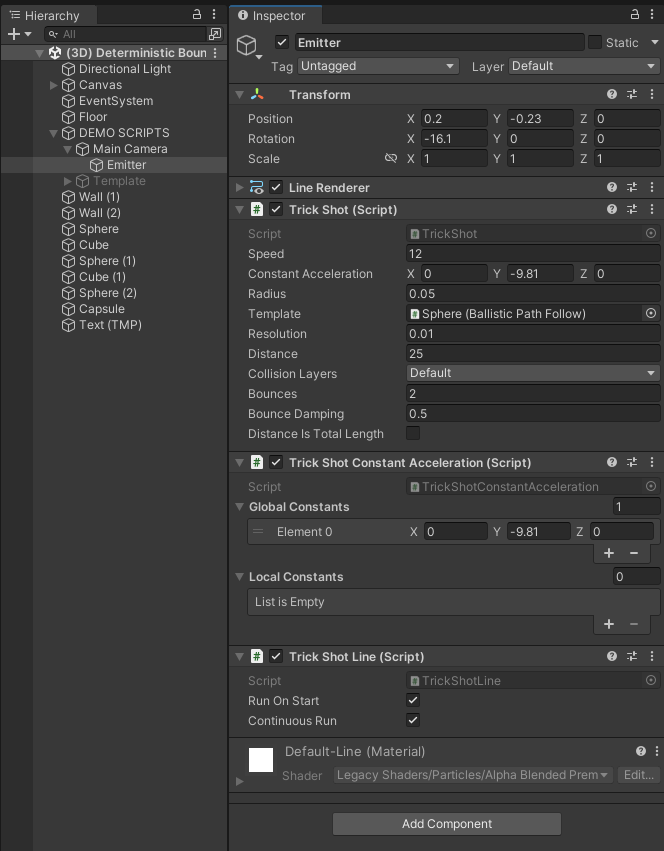 Hierarchy
All
(3D) Deterministic Boun
Directional Light
Canvas
EventSystem
Floor
DEMO SCRIPTS
Main Camera
Emitter
Template
Wall (1)
Wall (2)
Sphere
Cube
Sphere (1)
Cube (1)
Sphere (2)
Capsule
Text (TMP)
Inspector
Emitter Static
Tag Untagged Layer Default
Transform
Position X 0.2 Y -0.23 Z 0
Rotation X -16.1 Y 0 Z 0
Scale X 1 Y 1 Z 1
Line Renderer
# Trick Shot (Script)
Script # TrickShot
Speed 12
Constant Acceleration X 0 Y -9.81 Z 0
Radius 0.05
Template # Sphere (Ballistic Path Follow)
Resolution 0.01
Distance 25
Collision Layers Default
Bounces 2
Bounce Damping 0.5
Distance Is Total Length
# Trick Shot Constant Acceleration (Script)
Script # TrickShotConstantAcceleration
Global Constants 1
Element 0 X 0 Y -9.81 Z 0
+ −
Local Constants 0
List is Empty
+ −
# Trick Shot Line (Script)
Script # TrickShotLine
Run On Start
Continuous Run
Default-Line (Material)
Shader Legacy Shaders/Particles/Alpha Blended Prem Edit...
Add Component